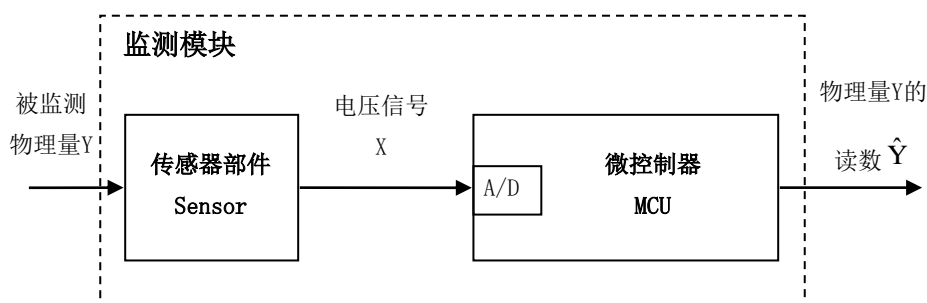 监测模块
被监测
物理量Y
电压信号
X
物理量Y的
读数 Ŷ
传感器部件
Sensor
A/D
微控制器
MCU